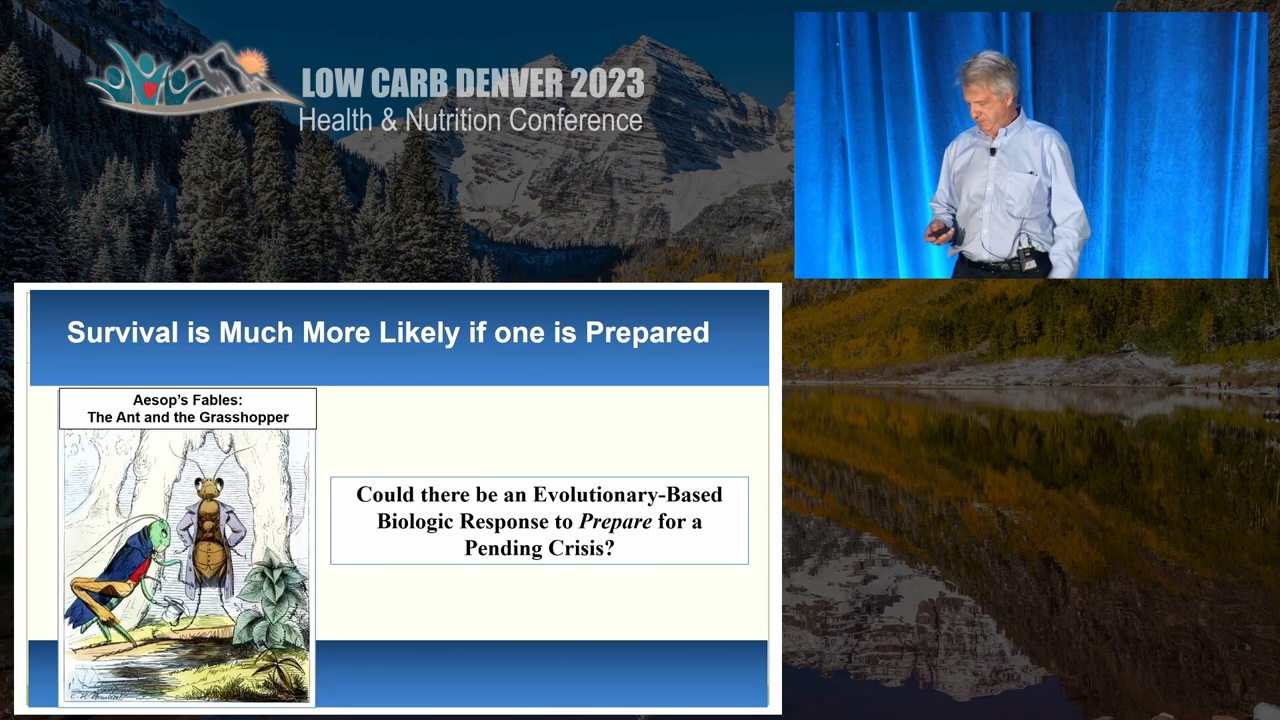 LOW CARB DENVER 2023
Health & Nutrition Conference
Survival is Much More Likely if one is Prepared
Aesop's Fables:
The Ant and the Grasshopper
Could there be an Evolutionary-Based
Biologic Response to Prepare for a
Pending Crisis?